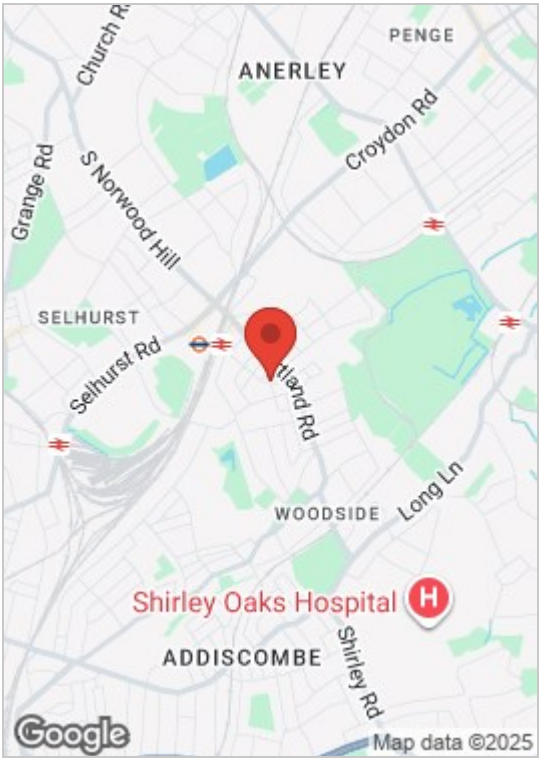 Church R
PENGE
ANERLEY
Croydon Rd
Grange Rd
S Norwood Hill
SELHURST
Selhurst Rd
rtland Rd
WOODSIDE
Long Ln
Shirley Oaks Hospital
H
ADDISCOMBE
Shirley Rd
Google
Map data ©2025